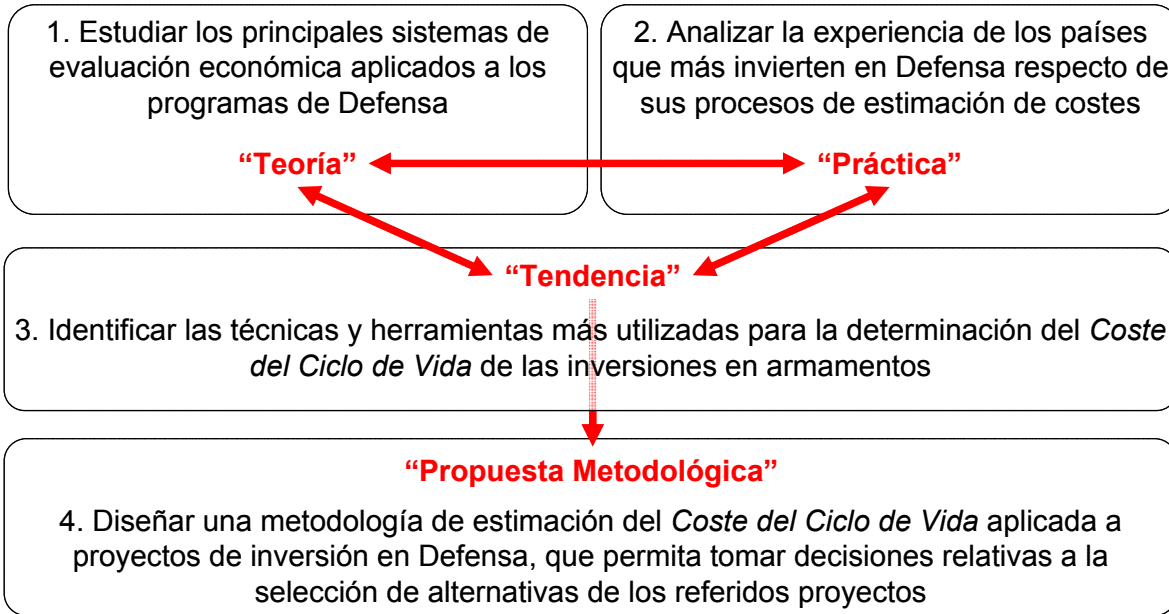 1. Estudiar los principales sistemas de
evaluación económica aplicados a los
programas de Defensa
“Teoría”
2. Analizar la experiencia de los países
que más invierten en Defensa respecto de
sus procesos de estimación de costes
“Práctica”
“Tendencia”
3. Identificar las técnicas y herramientas más utilizadas para la determinación del Coste
del Ciclo de Vida de las inversiones en armamentos
“Propuesta Metodológica”
4. Diseñar una metodología de estimación del Coste del Ciclo de Vida aplicada a
proyectos de inversión en Defensa, que permita tomar decisiones relativas a la
selección de alternativas de los referidos proyectos